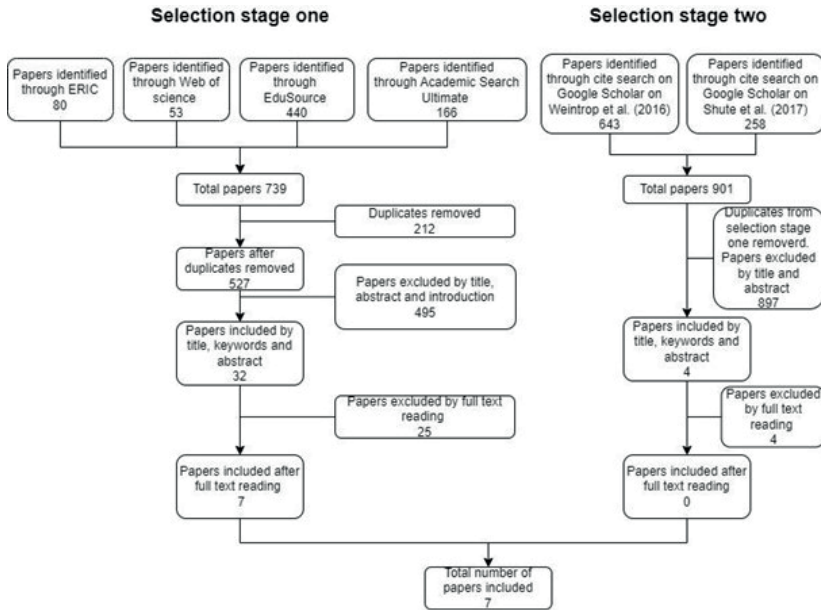 Selection stage one
Selection stage two
Papers identified
through ERIC
80
Papers identified
through Web of
science
53
Papers identified
through
EduSource
440
Papers identified
through Academic Search
Ultimate
166
Papers identified
through cite search on
Google Scholar on
Weintrop et al. (2016)
643
Papers identified
through cite search on
Google Scholar on
Shute et al. (2017)
258
Total papers 739
Total papers 901
Duplicates removed
212
Duplicates from
selection stage
one removerd.
Papers excluded
by title and
abstract
897
Papers after
duplicates removed
527
Papers excluded by title,
abstract and introduction
495
Papers included by
title, keywords and
abstract
32
Papers included by
title, keywords and
abstract
4
Papers excluded by full text
reading
25
Papers excluded
by full text
reading
4
Papers included after
full text reading
7
Papers included after
full text reading
0
Total number of
papers included
7